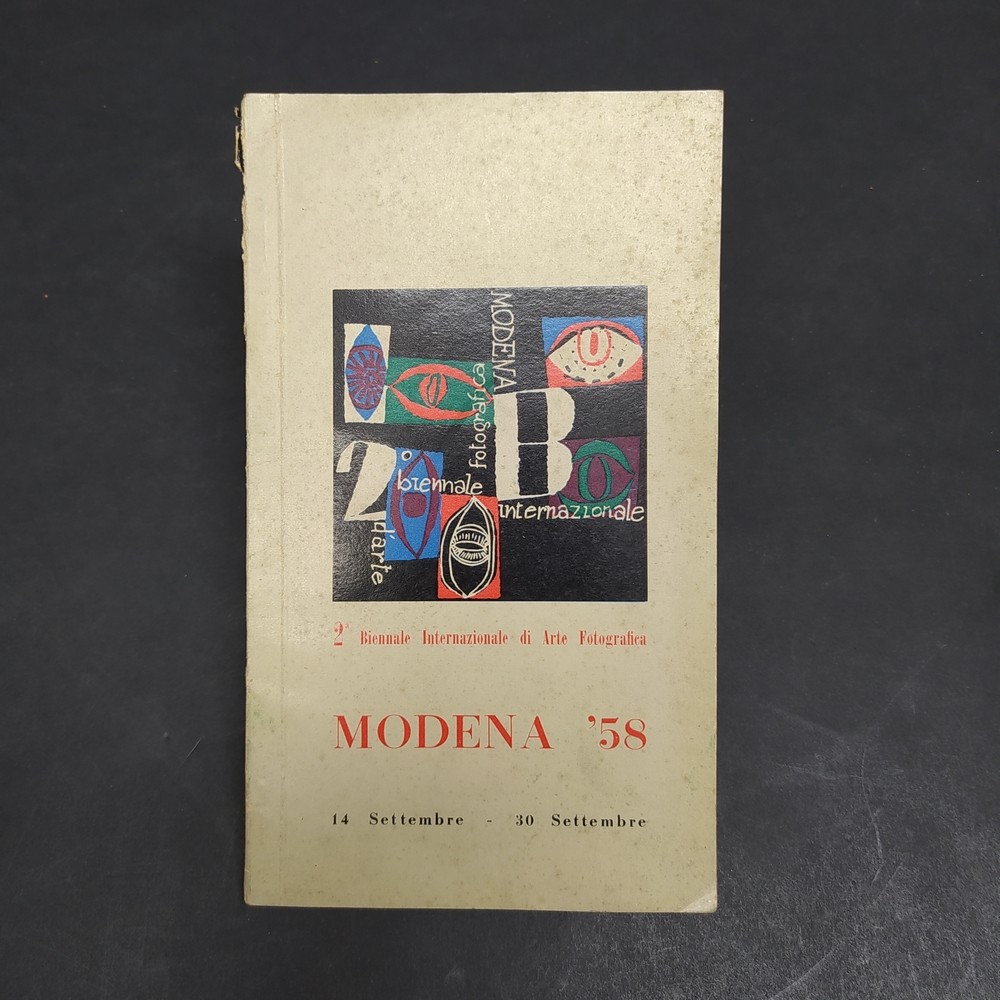 MODENA
2° biennale
internazionale
d'arte
fotografica
B
2ª Biennale Internazionale di Arte Fotografica
MODENA '58
14 Settembre - 30 Settembre